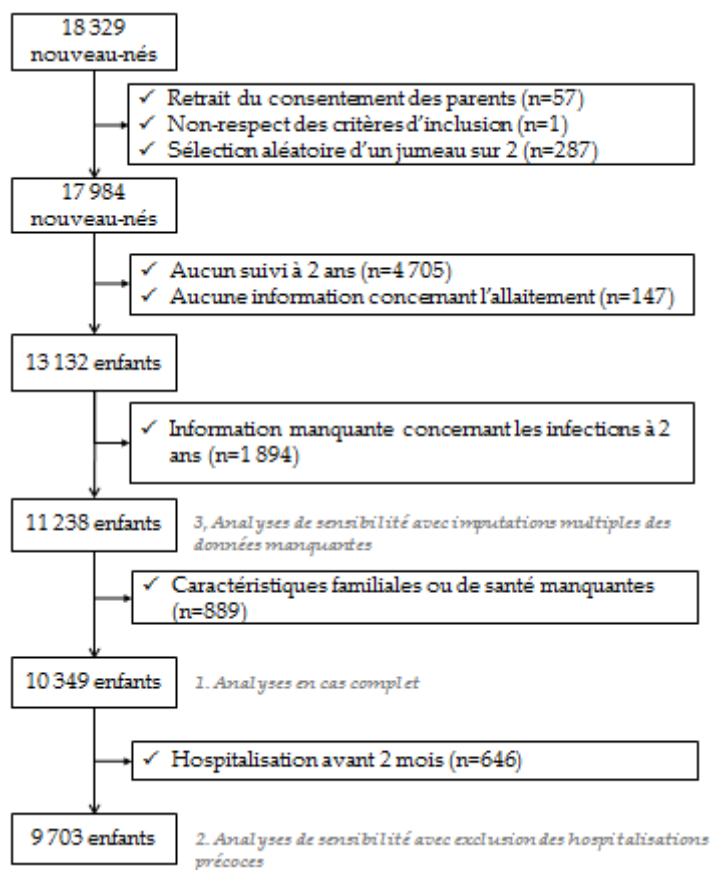 18 329
nouveau-nés
✓ Retrait du consentement des parents (n=57)
✓ Non-respect des critères d'inclusion (n=1)
✓ Sélection aléatoire d'un jumeau sur 2 (n=287)
17 984
nouveau-nés
✓ Aucun suivi à 2 ans (n=4 705)
✓ Aucune information concernant l'allaitement (n=147)
13 132 enfants
✓ Information manquante concernant les infections à 2
ans (n=1 894)
11 238 enfants
3, Analyses de sensibilité avec imputations multiples des
données manquantes
✓ Caractéristiques familiales ou de santé manquantes
(n=889)
10 349 enfants
1. Analyses en cas complet
✓ Hospitalisation avant 2 mois (n=646)
9 703 enfants
2. Analyses de sensibilité avec exclusion des hospitalisations
précoces